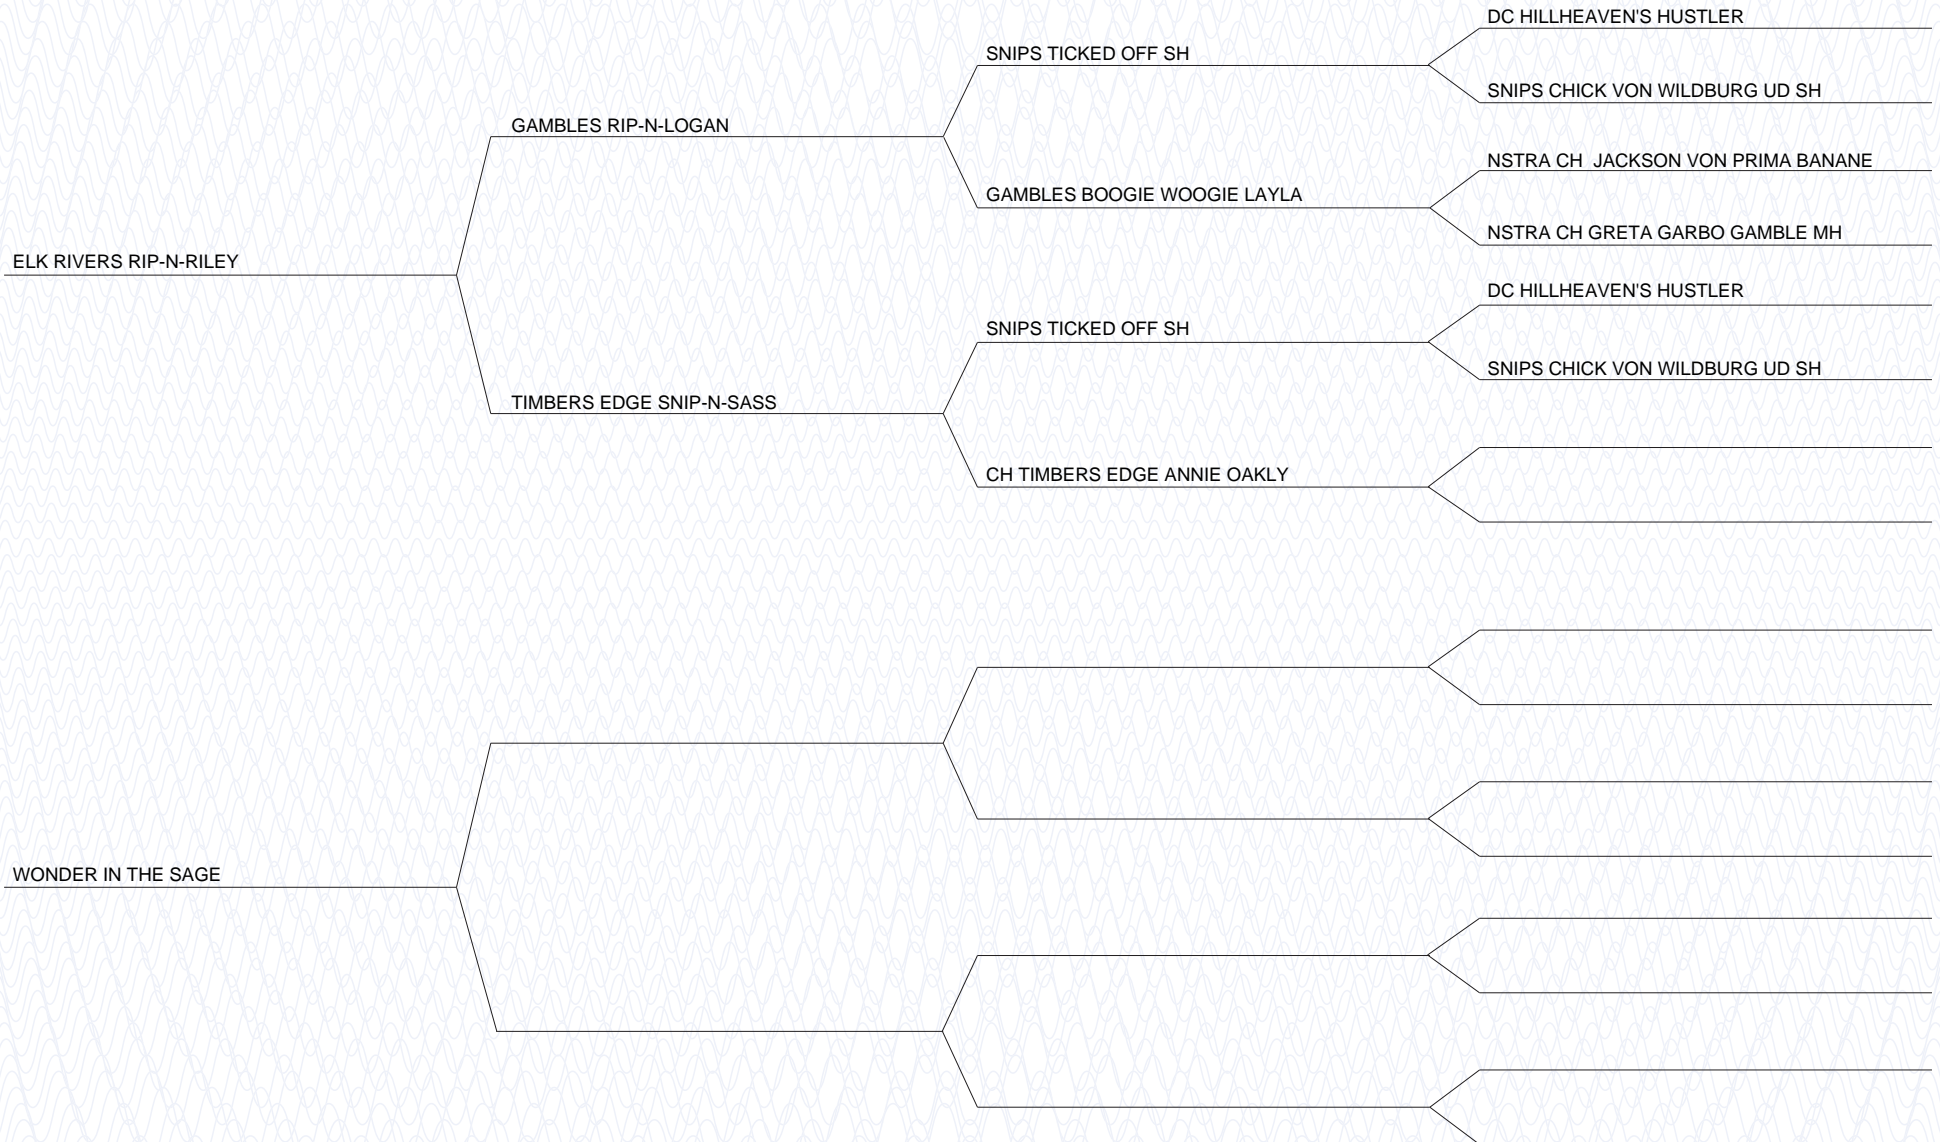 DC HILLHEAVEN'S HUSTLER
SNIPS TICKED OFF SH
SNIPS CHICK VON WILDBURG UD SH
GAMBLES RIP-N-LOGAN
NSTRA CH  JACKSON VON PRIMA BANANE
GAMBLES BOOGIE WOOGIE LAYLA
NSTRA CH GRETA GARBO GAMBLE MH
ELK RIVERS RIP-N-RILEY
DC HILLHEAVEN'S HUSTLER
SNIPS TICKED OFF SH
SNIPS CHICK VON WILDBURG UD SH
TIMBERS EDGE SNIP-N-SASS
CH TIMBERS EDGE ANNIE OAKLY
WONDER IN THE SAGE